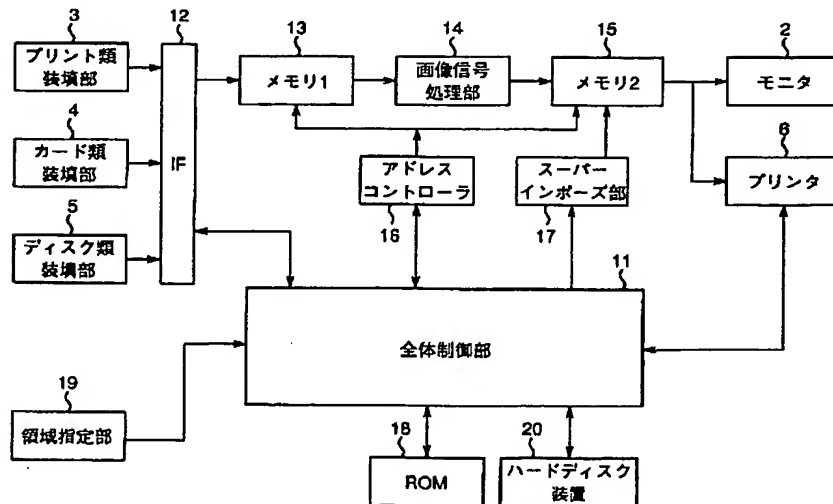 3
プリント類
装填部
12
IF
4
カード類
装填部
5
ディスク類
装填部
13
メモリ1
14
画像信号
処理部
15
メモリ2
2
モニタ
6
プリンタ
アドレス
コントローラ
16
スーパー
インポーズ部
17
11
全体制御部
19
領域指定部
18
ROM
20
ハードディスク
装置